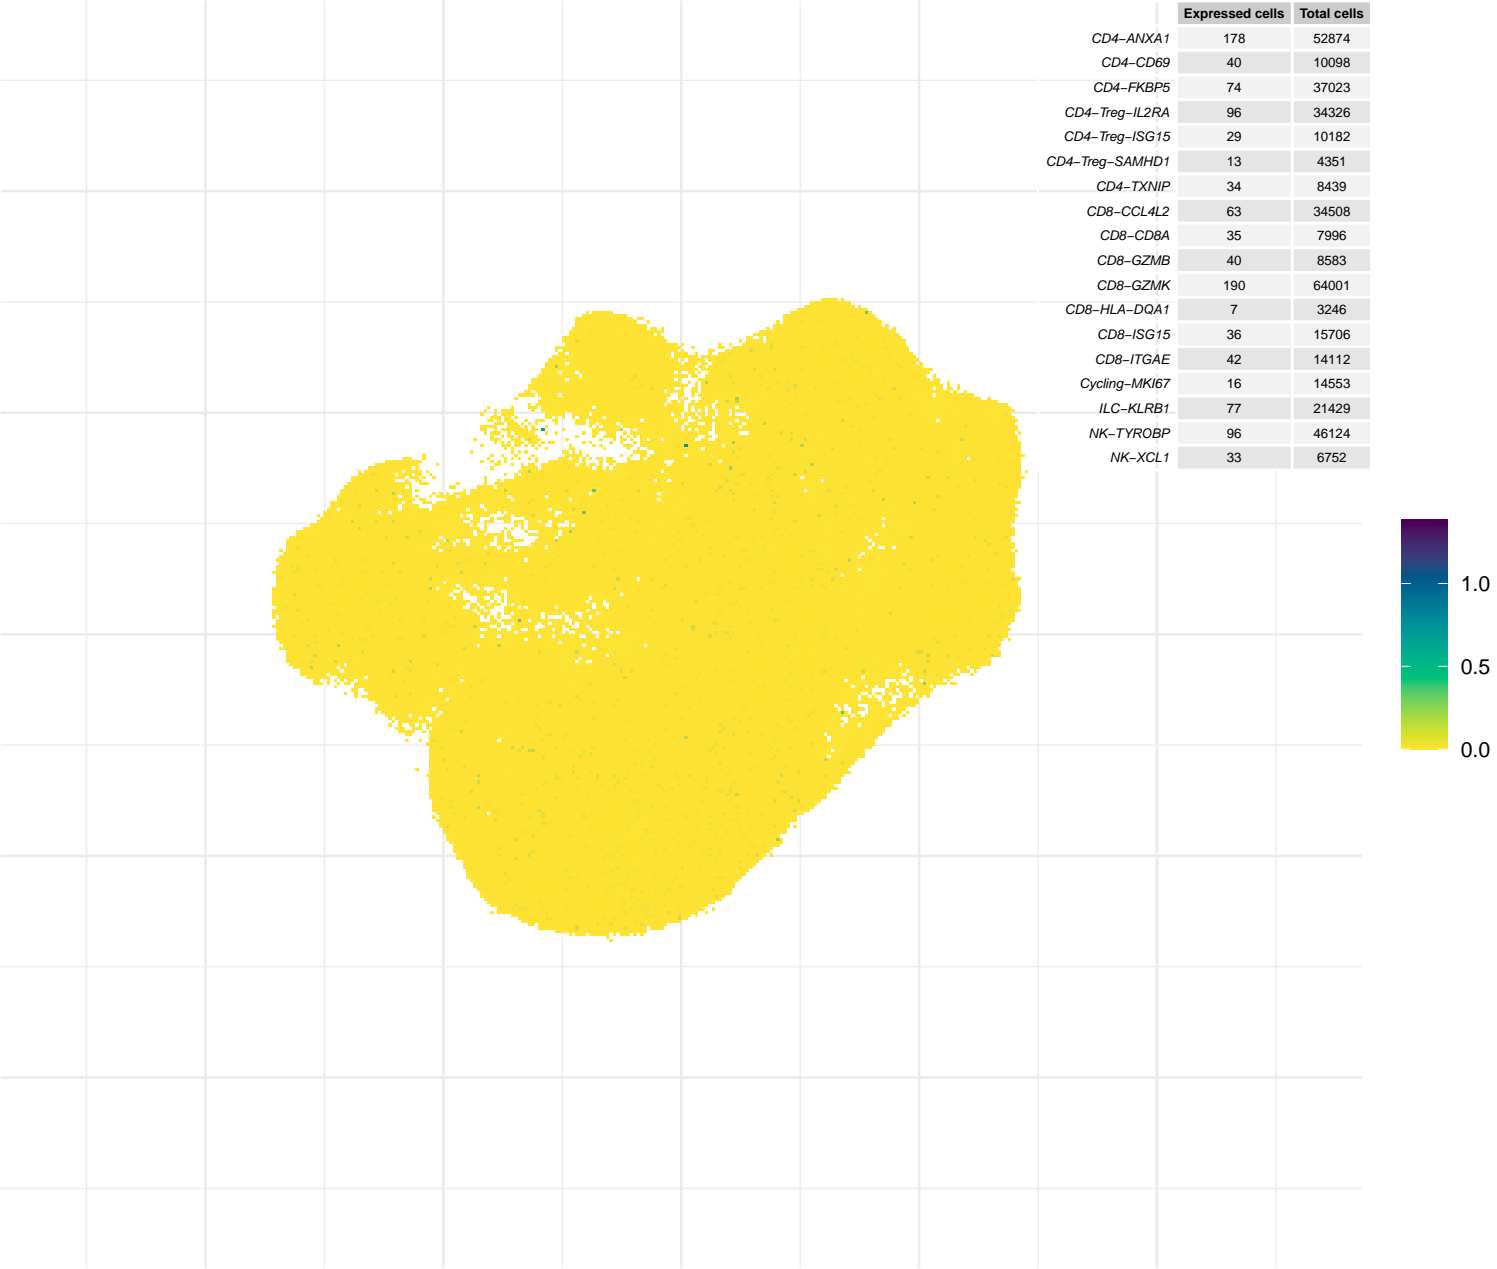 Expressed cells Total cells
CD4−ANXA1 178 52874
CD4−CD69 40 10098
CD4−FKBP5 74 37023
CD4−Treg−IL2RA 96 34326
CD4−Treg−ISG15 29 10182
CD4−Treg−SAMHD1 13 4351
CD4−TXNIP 34 8439
CD8−CCL4L2 63 34508
CD8−CD8A 35 7996
CD8−GZMB 40 8583
CD8−GZMK 190 64001
CD8−HLA−DQA1 7 3246
CD8−ISG15 36 15706
CD8−ITGAE 42 14112
Cycling−MKI67 16 14553
ILC−KLRB1 77 21429
NK−TYROBP 96 46124
NK−XCL1 33 6752
1.0
0.5
0.0